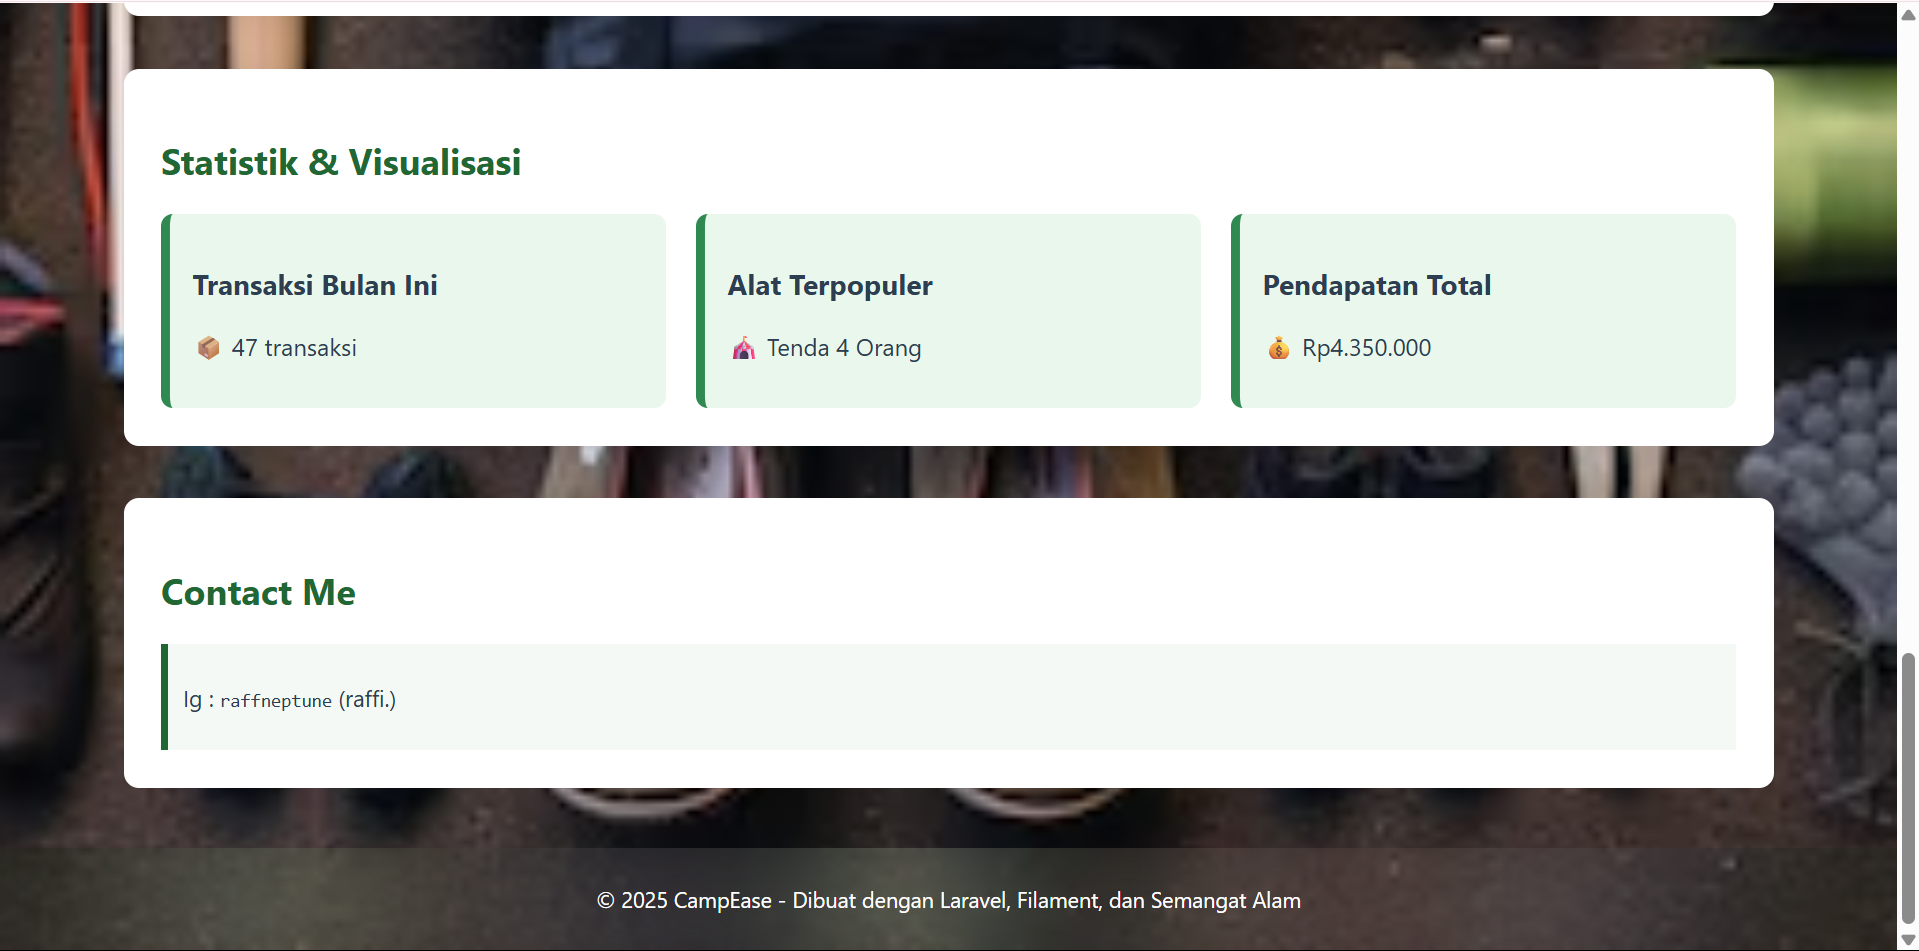 Statistik & Visualisasi
Transaksi Bulan Ini
📦 47 transaksi
Alat Terpopuler
🎪 Tenda 4 Orang
Pendapatan Total
💰 Rp4.350.000
Contact Me
Ig : raffneptune (raffi.)
© 2025 CampEase - Dibuat dengan Laravel, Filament, dan Semangat Alam